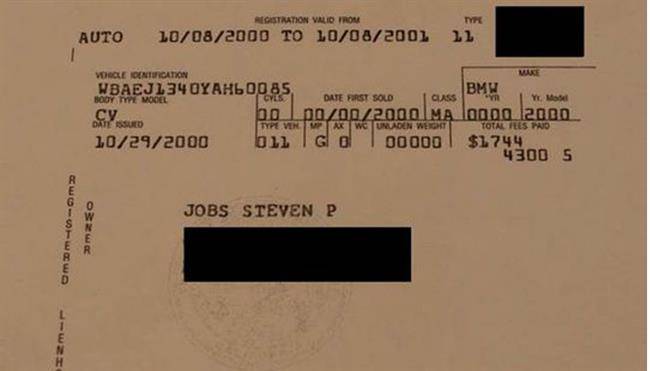 REGISTRATION VALID FROM TYPE
AUTO 10/08/2000 TO 10/08/2001 11
VEHICLE IDENTIFICATION MAKE
WBAEJ1340YAH60085 BMW
BODY TYPE MODEL CYLS. DATE FIRST SOLD CLASS *YR Yr. Model
CV 00 00/00/2000 MA 0000 2000
DATE ISSUED TYPE VEH. MP AX WC UNLADEN WEIGHT TOTAL FEES PAID
10/29/2000 011 G 0 00000 $1744
4300 S
JOBS STEVEN P
REGISTERED
OWNER
LIENH